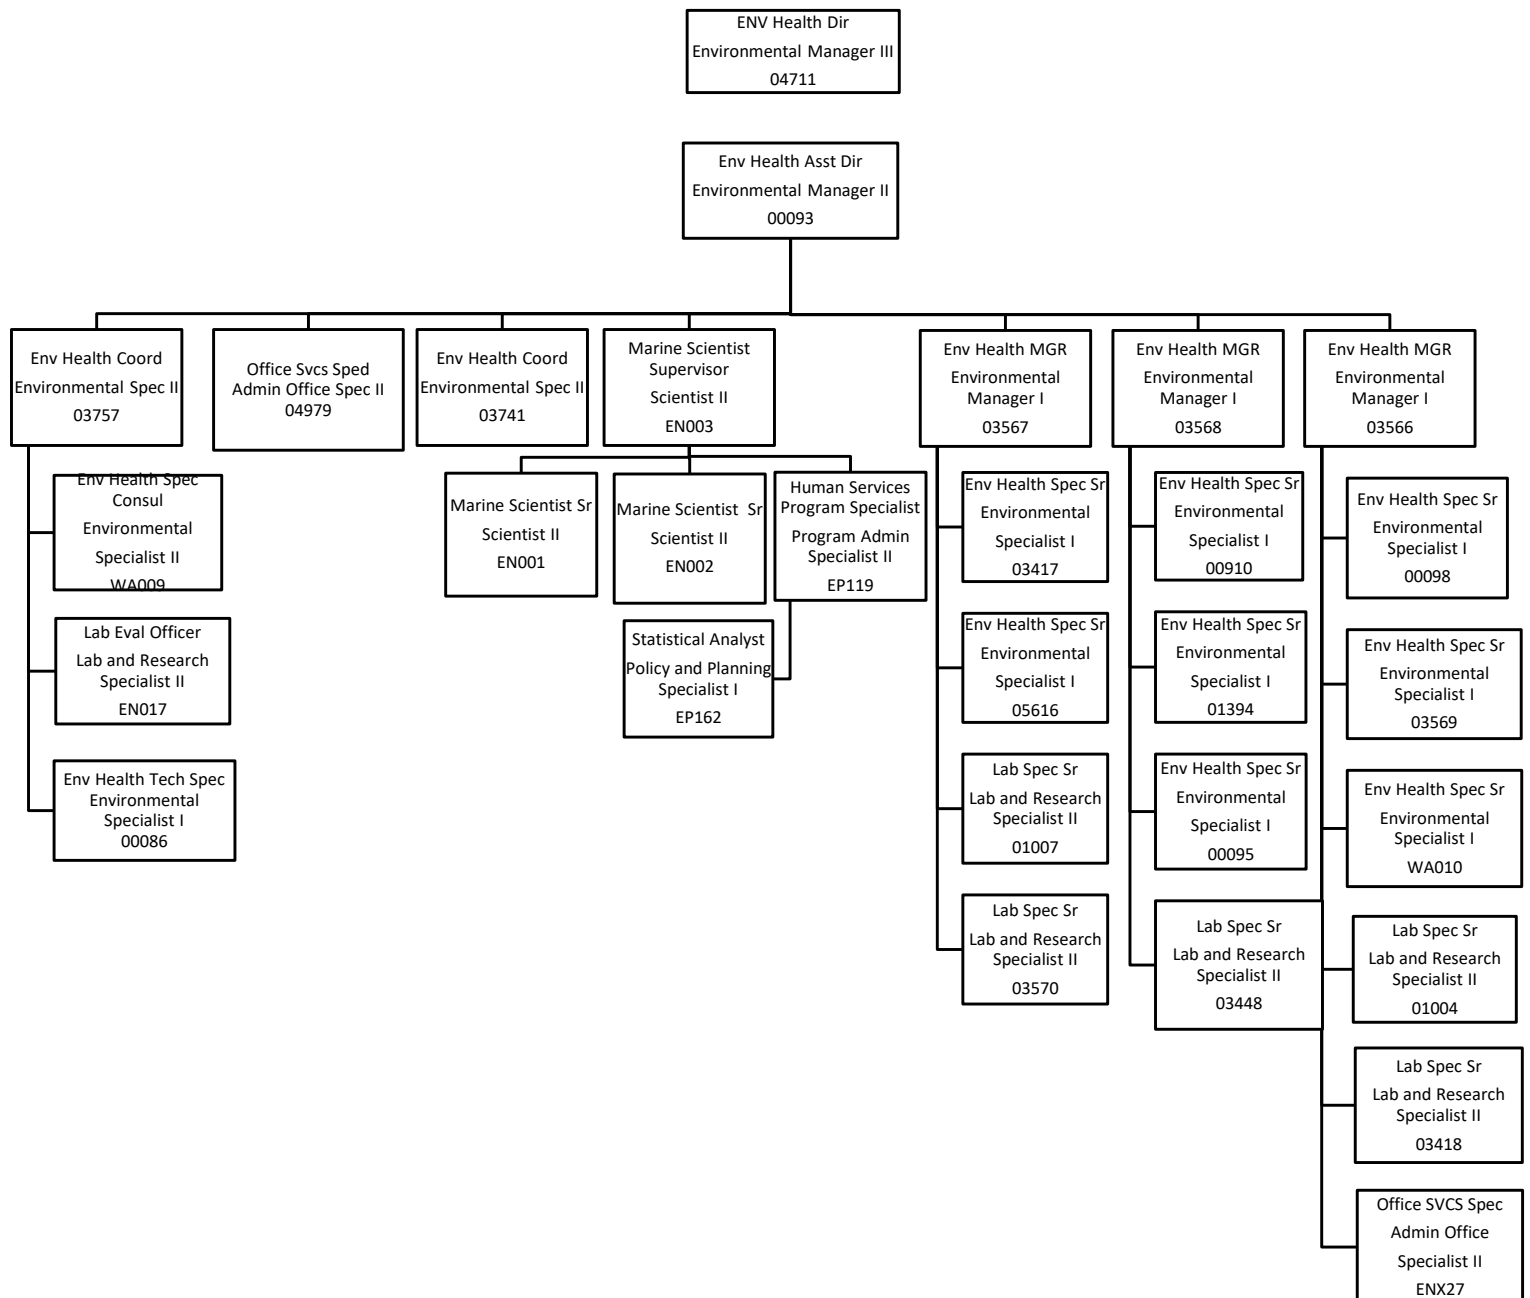 ENV Health Dir
Environmental Manager III
04711
Env Health Asst Dir
Environmental Manager II
00093
Env Health Coord
Environmental Spec II
03757
Office Svcs Sped
Admin Office Spec II
04979
Env Health Coord
Environmental Spec II
03741
Marine Scientist
Supervisor
Scientist II
EN003
Env Health MGR
Environmental
Manager I
03567
Env Health MGR
Environmental
Manager I
03568
Env Health MGR
Environmental
Manager I
03566
Env Health Spec
Consul
Environmental
Specialist II
WA009
Lab Eval Officer
Lab and Research
Specialist II
EN017
Env Health Tech Spec
Environmental
Specialist I
00086
Marine Scientist Sr
Scientist II
EN001
Marine Scientist Sr
Scientist II
EN002
Human Services
Program Specialist
Program Admin
Specialist II
EP119
Statistical Analyst
Policy and Planning
Specialist I
EP162
Env Health Spec Sr
Environmental
Specialist I
03417
Env Health Spec Sr
Environmental
Specialist I
05616
Lab Spec Sr
Lab and Research
Specialist II
01007
Lab Spec Sr
Lab and Research
Specialist II
03570
Env Health Spec Sr
Environmental
Specialist I
00910
Env Health Spec Sr
Environmental
Specialist I
01394
Env Health Spec Sr
Environmental
Specialist I
00095
Lab Spec Sr
Lab and Research
Specialist II
03448
Env Health Spec Sr
Environmental
Specialist I
00098
Env Health Spec Sr
Environmental
Specialist I
03569
Env Health Spec Sr
Environmental
Specialist I
WA010
Lab Spec Sr
Lab and Research
Specialist II
01004
Lab Spec Sr
Lab and Research
Specialist II
03418
Office SVCS Spec
Admin Office
Specialist II
ENX27